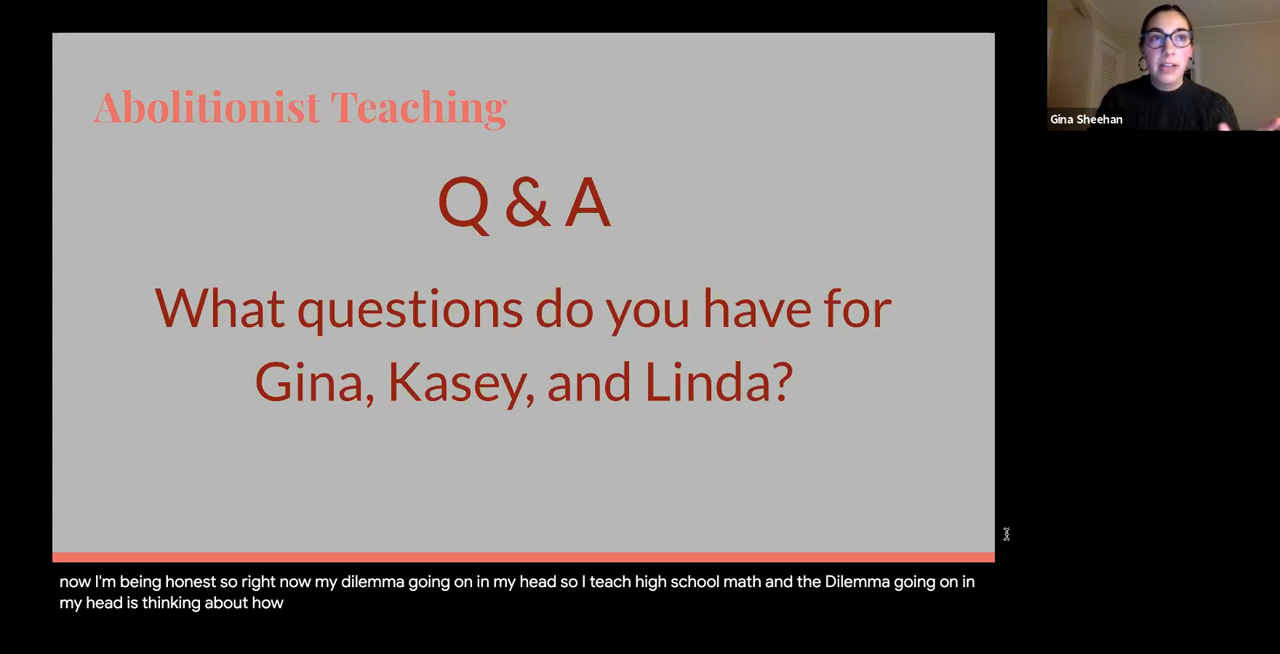 Abolitionist Teaching
Q & A
What questions do you have for
Gina, Kasey, and Linda?
Gina Sheehan
now I'm being honest so right now my dilemma going on in my head so I teach high school math and the Dilemma going on in
my head is thinking about how